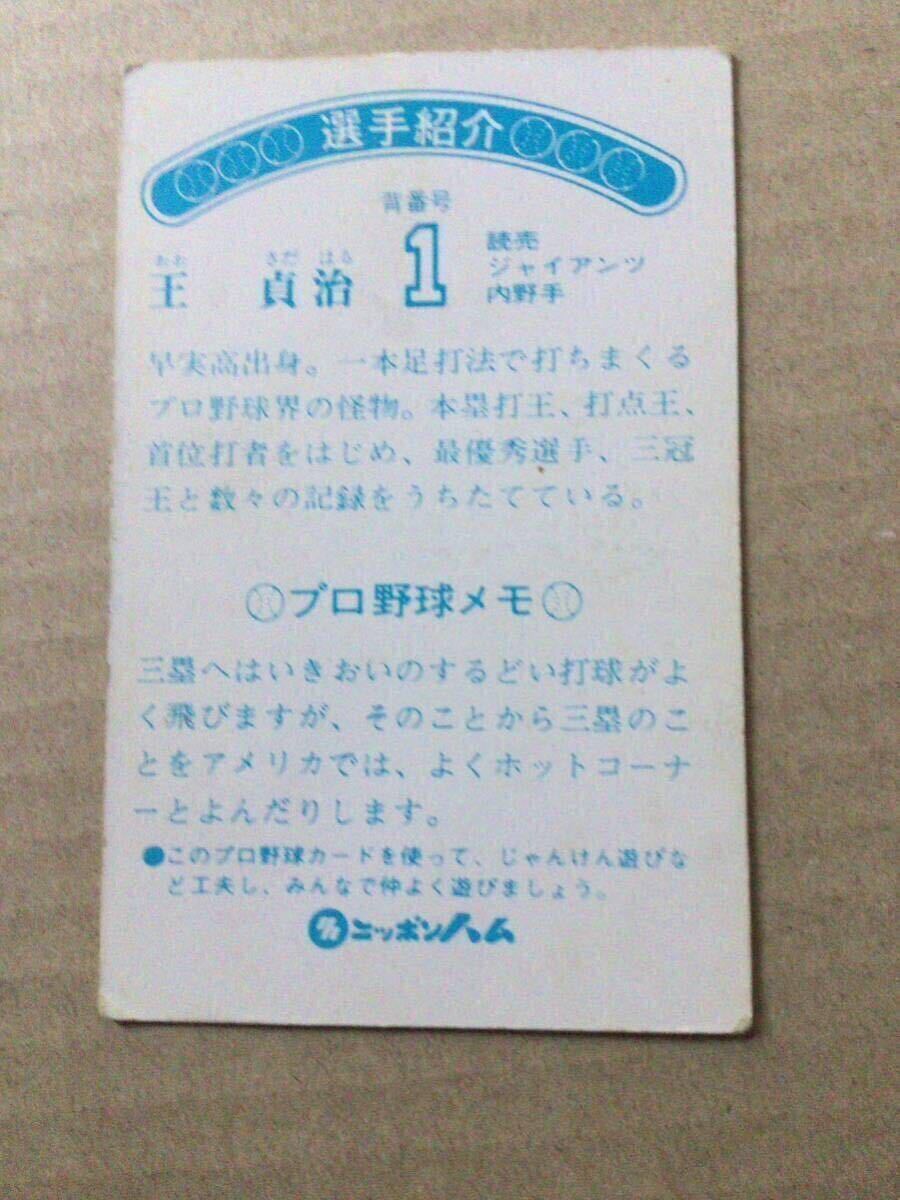 選手紹介
背番号
おお さだ はる
王 貞治 1
読売
ジャイアンツ
内野手
早実高出身。一本足打法で打ちまくる
プロ野球界の怪物。本塁打王、打点王、
首位打者をはじめ、最優秀選手、三冠
王と数々の記録をうちたてている。
プロ野球メモ
三塁へはいきおいのするどい打球がよ
く飛びますが、そのことから三塁のこ
とをアメリカでは、よくホットコーナ
ーとよんだりします。
●このプロ野球カードを使って、じゃんけん遊びな
ど工夫し、みんなで仲よく遊びましょう。
ニッポンハム